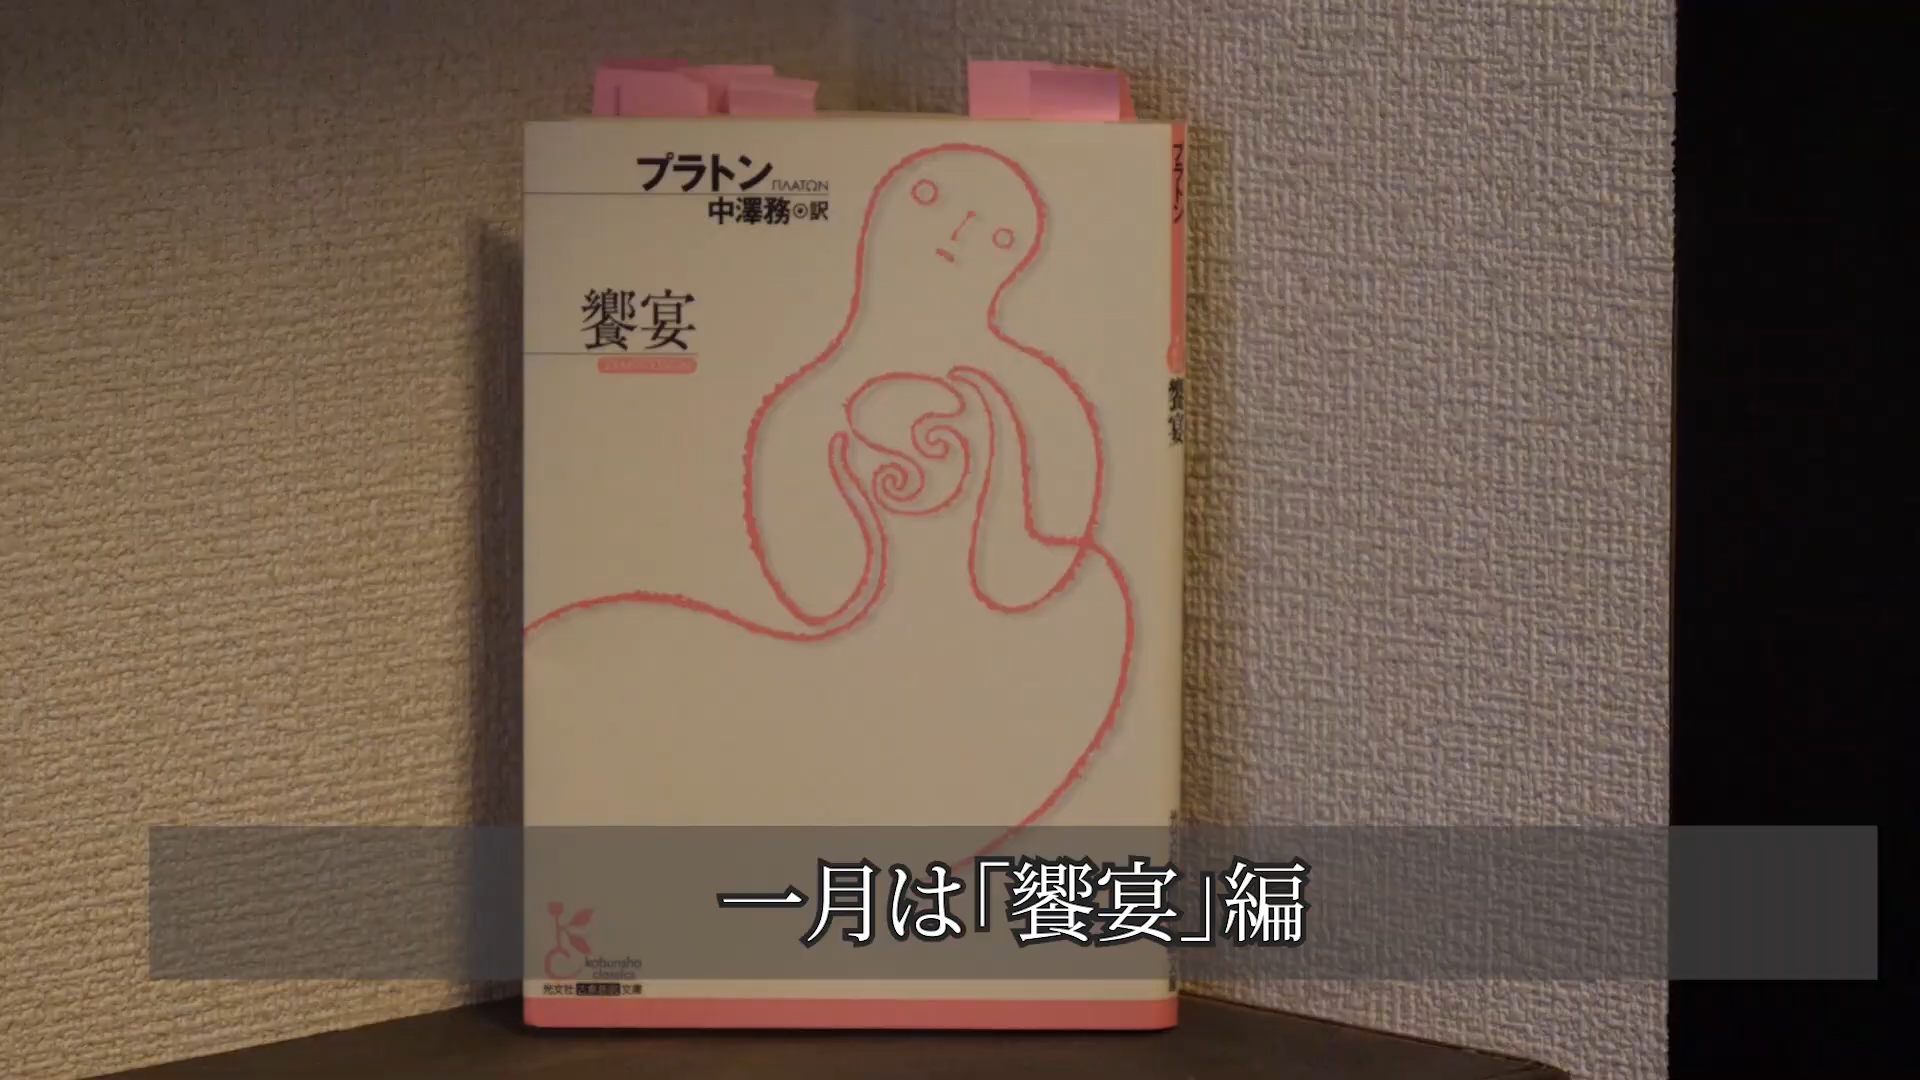 プラトン
ΠΛΑΤΩΝ
中澤務◎訳
饗宴
プラトン
饗宴
一月は「饗宴」編
kobunsha
classics
光文社古典新訳文庫